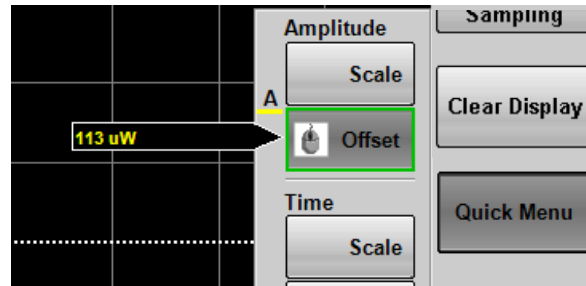 Sampling
Amplitude
Scale
A
Clear Display
113 uW
Offset
Time
Quick Menu
Scale